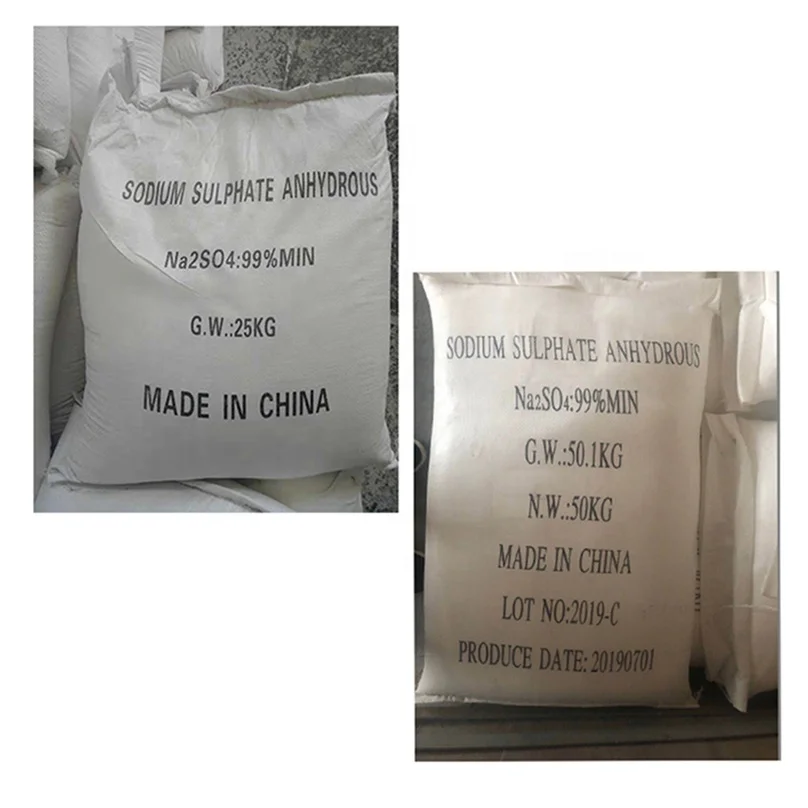 SODIUM SULPHATE ANHYDROUS
Na2SO4:99%MIN
G.W.:25KG
MADE IN CHINA
SODIUM SULPHATE ANHYDROUS
Na2SO4:99%MIN
G.W.:50.1KG
N.W.:50KG
MADE IN CHINA
LOT NO:2019-C
PRODUCE DATE: 20190701